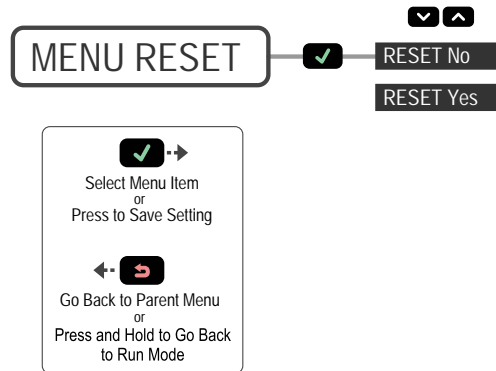 MENU RESET
RESET No
RESET Yes
Select Menu Item
or
Press to Save Setting
Go Back to Parent Menu
or
Press and Hold to Go Back
to Run Mode